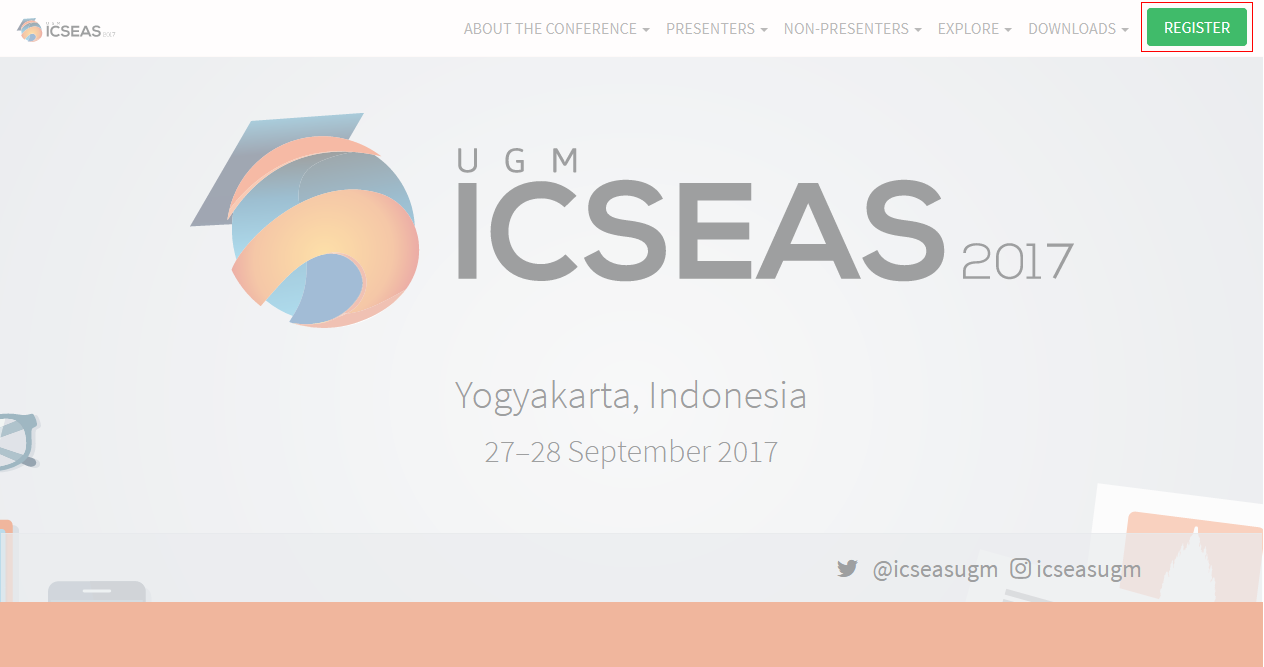 UGM
ICSEAS 2017
ABOUT THE CONFERENCE
PRESENTERS
NON-PRESENTERS
EXPLORE
DOWNLOADS
REGISTER
U G M
ICSEAS 2017
Yogyakarta, Indonesia
27–28 September 2017
@icseasugm icseasugm